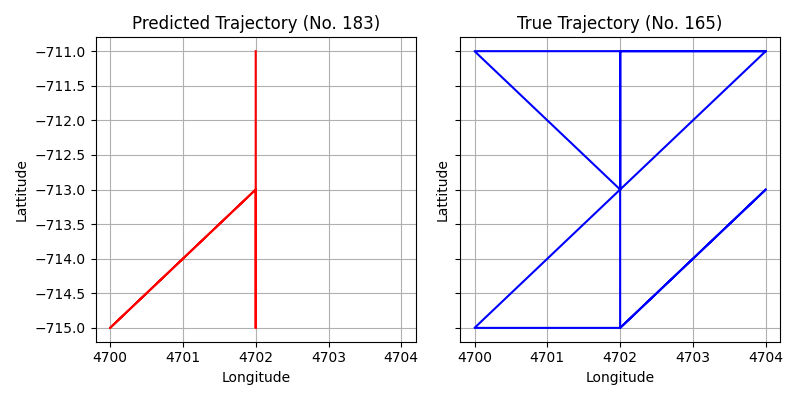 Predicted Trajectory (No. 183)
True Trajectory (No. 165)
−711.0
−711.5
−712.0
−712.5
−713.0
−713.5
−714.0
−714.5
−715.0
Lattitude
Lattitude
4700 4701 4702 4703 4704
4700 4701 4702 4703 4704
Longitude
Longitude